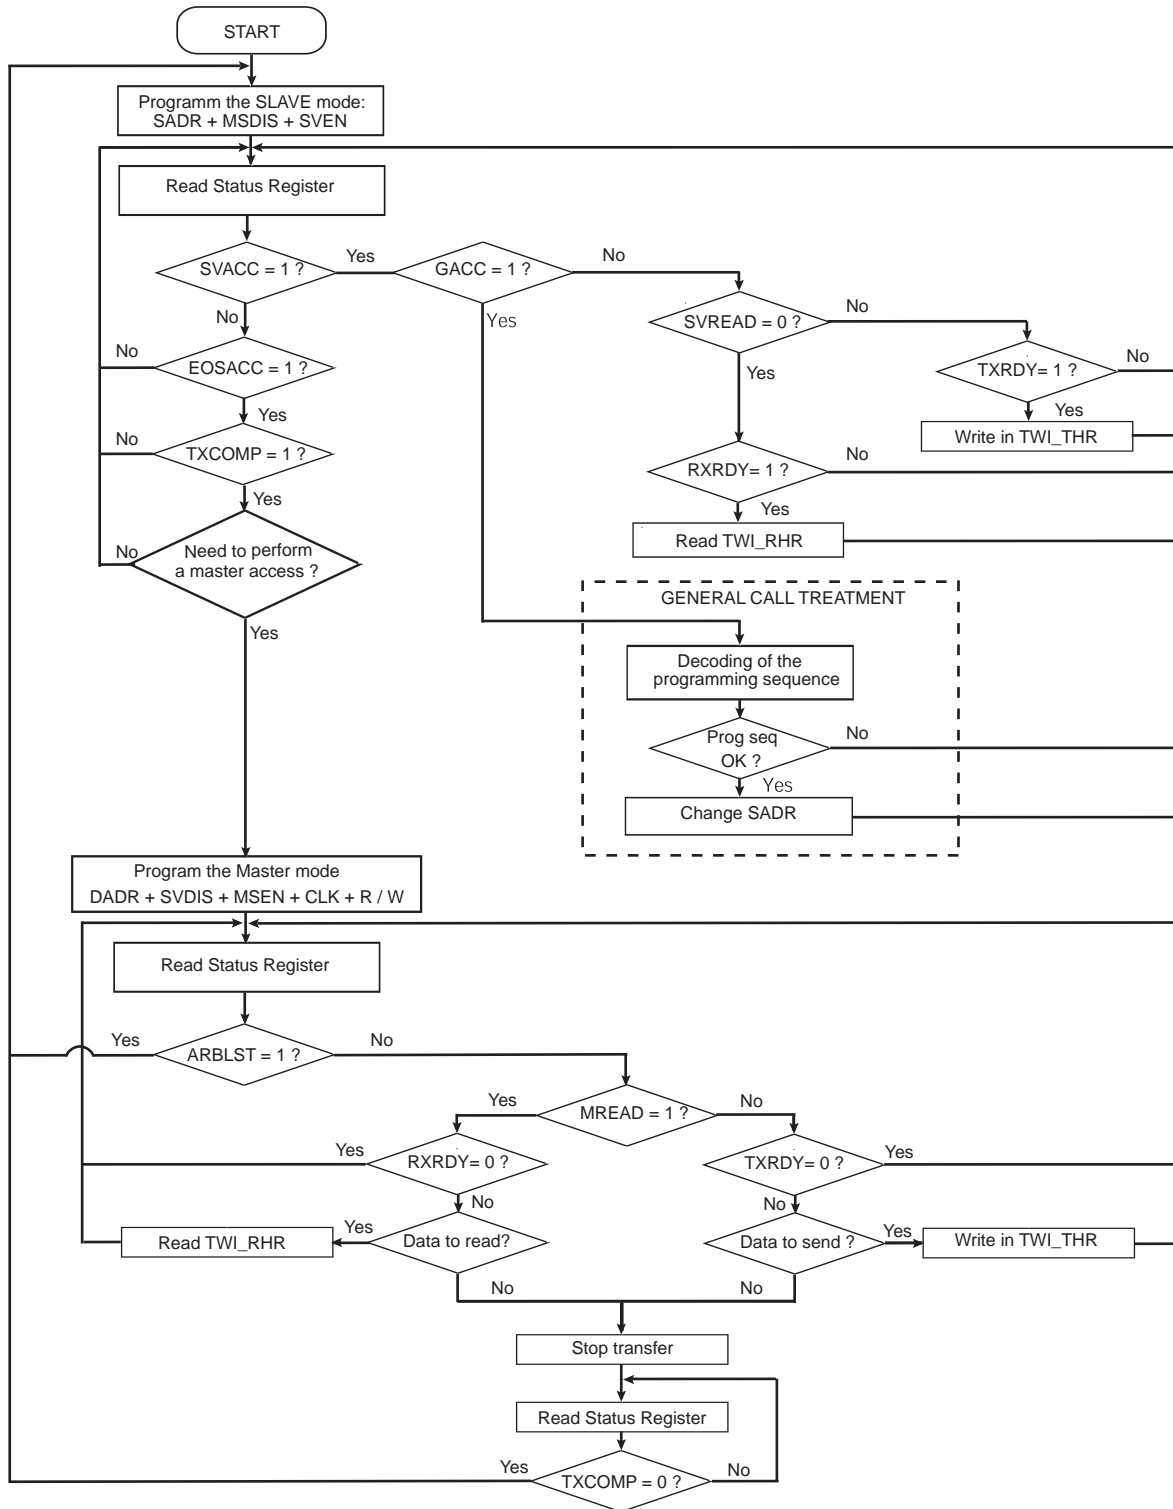 START
Programm the SLAVE mode:
SADR + MSDIS + SVEN
Read Status Register
SVACC = 1 ?
Yes
GACC = 1 ?
No
No
Yes
SVREAD = 0 ?
No
No
EOSACC = 1 ?
Yes
Yes
TXRDY= 1 ?
No
Yes
Write in TWI_THR
No
TXCOMP = 1 ?
Yes
RXRDY= 1 ?
No
Yes
Read TWI_RHR
No
Need to perform
a master access ?
Yes
GENERAL CALL TREATMENT
Decoding of the
programming sequence
Prog seq
OK ?
No
Yes
Change SADR
Program the Master mode
DADR + SVDIS + MSEN + CLK + R / W
Read Status Register
Yes
ARBLST = 1 ?
No
Yes
MREAD = 1 ?
No
Yes
RXRDY= 0 ?
TXRDY= 0 ?
Yes
No
No
Read TWI_RHR
Yes
Data to read?
Data to send ?
Yes
Write in TWI_THR
No
No
Stop transfer
Read Status Register
Yes
TXCOMP = 0 ?
No